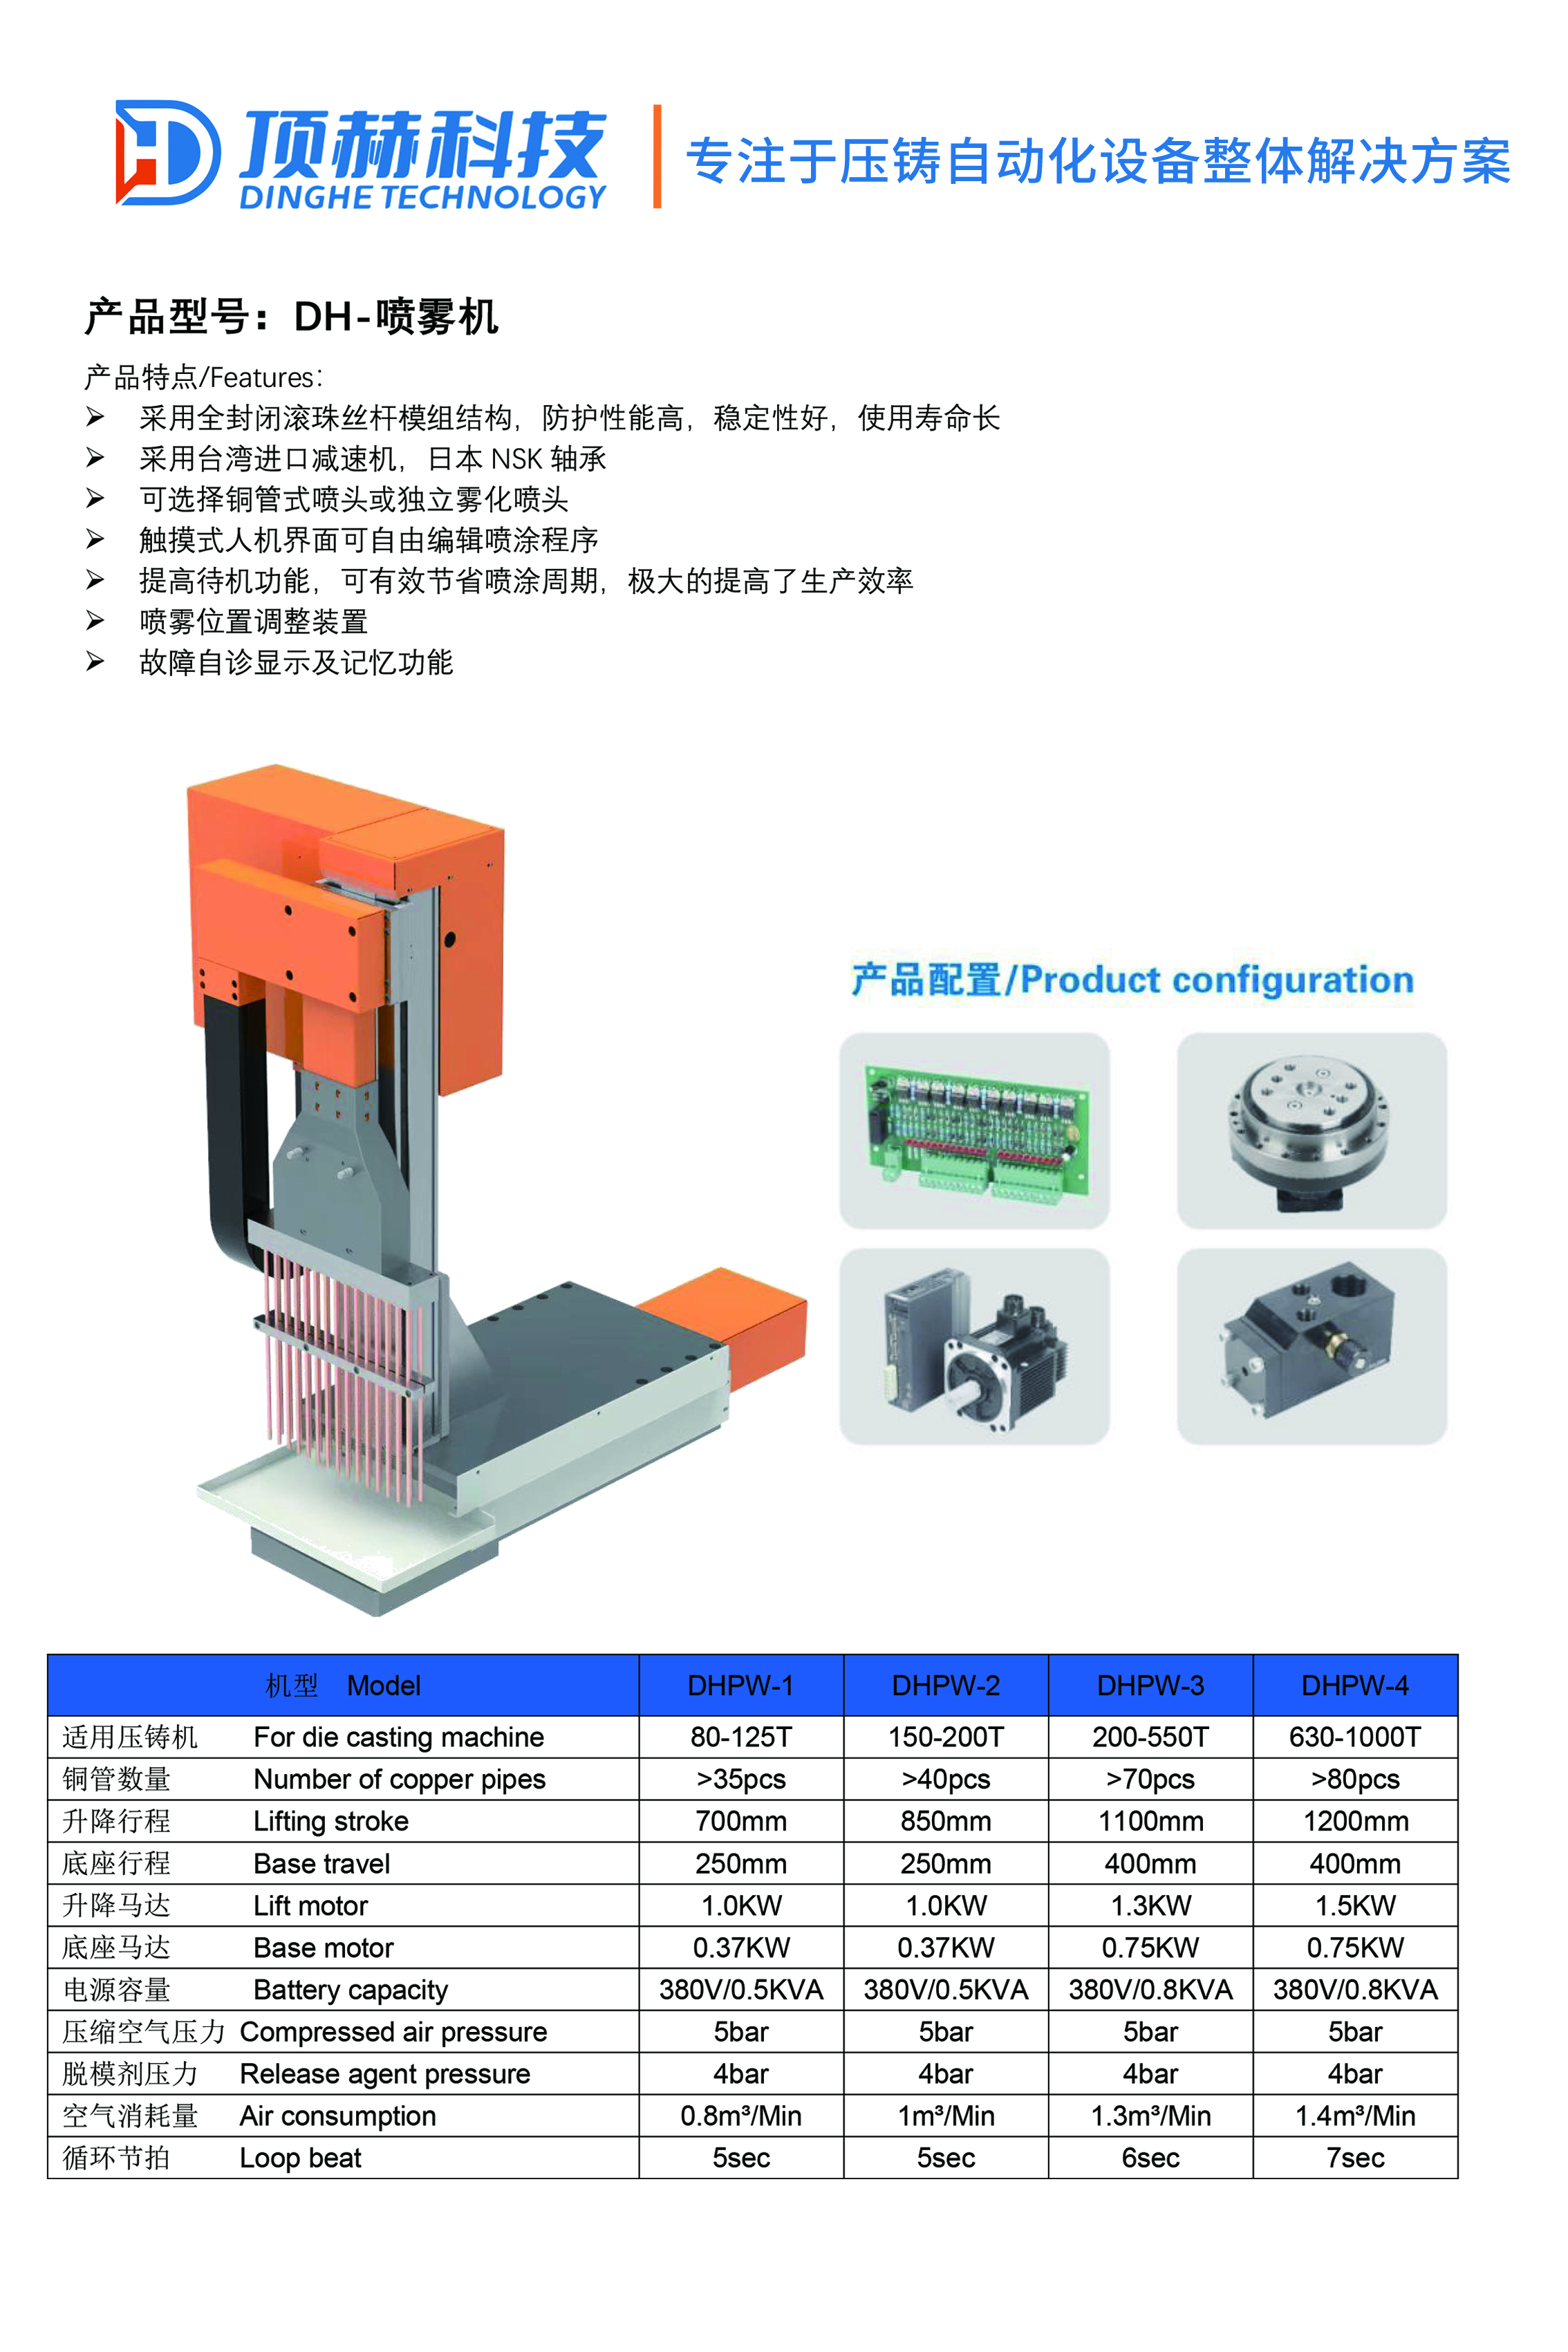 顶赫科技
DINGHE TECHNOLOGY
专注于压铸自动化设备整体解决方案
产品型号：DH-喷雾机
产品特点/Features：
➢ 采用全封闭滚珠丝杆模组结构，防护性能高，稳定性好，使用寿命长
➢ 采用台湾进口减速机，日本 NSK 轴承
➢ 可选择铜管式喷头或独立雾化喷头
➢ 触摸式人机界面可自由编辑喷涂程序
➢ 提高待机功能，可有效节省喷涂周期，极大的提高了生产效率
➢ 喷雾位置调整装置
➢ 故障自诊显示及记忆功能
产品配置/Product configuration
机型 Model DHPW-1 DHPW-2 DHPW-3 DHPW-4
适用压铸机 For die casting machine 80-125T 150-200T 200-550T 630-1000T
铜管数量 Number of copper pipes >35pcs >40pcs >70pcs >80pcs
升降行程 Lifting stroke 700mm 850mm 1100mm 1200mm
底座行程 Base travel 250mm 250mm 400mm 400mm
升降马达 Lift motor 1.0KW 1.0KW 1.3KW 1.5KW
底座马达 Base motor 0.37KW 0.37KW 0.75KW 0.75KW
电源容量 Battery capacity 380V/0.5KVA 380V/0.5KVA 380V/0.8KVA 380V/0.8KVA
压缩空气压力 Compressed air pressure 5bar 5bar 5bar 5bar
脱模剂压力 Release agent pressure 4bar 4bar 4bar 4bar
空气消耗量 Air consumption 0.8m³/Min 1m³/Min 1.3m³/Min 1.4m³/Min
循环节拍 Loop beat 5sec 5sec 6sec 7sec